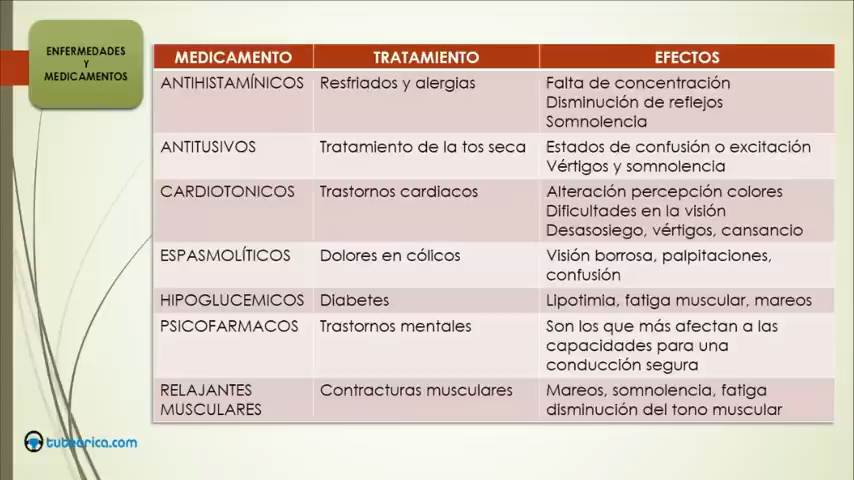 ENFERMEDADES
Y
MEDICAMENTOS
MEDICAMENTO TRATAMIENTO EFECTOS
ANTIHISTAMÍNICOS Resfriados y alergias Falta de concentración
Disminución de reflejos
Somnolencia
ANTITUSIVOS Tratamiento de la tos seca Estados de confusión o excitación
Vértigos y somnolencia
CARDIOTONICOS Trastornos cardiacos Alteración percepción colores
Dificultades en la visión
Desasosiego, vértigos, cansancio
ESPASMOLÍTICOS Dolores en cólicos Visión borrosa, palpitaciones,
confusión
HIPOGLUCEMICOS Diabetes Lipotimia, fatiga muscular, mareos
PSICOFARMACOS Trastornos mentales Son los que más afectan a las
capacidades para una
conducción segura
RELAJANTES Contracturas musculares Mareos, somnolencia, fatiga
MUSCULARES disminución del tono muscular
tuteorica.com